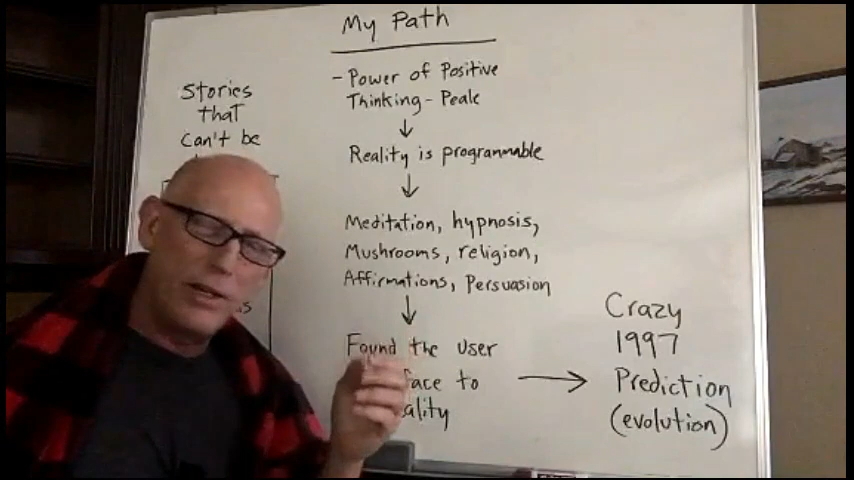 My Path
Stories
that
Can't be
- Power of Positive
Thinking - Peale
Reality is programmable
Meditation, hypnosis,
Mushrooms, religion,
Affirmations, Persuasion
Found the user
face to
ality
Crazy
1997
Prediction
(evolution)